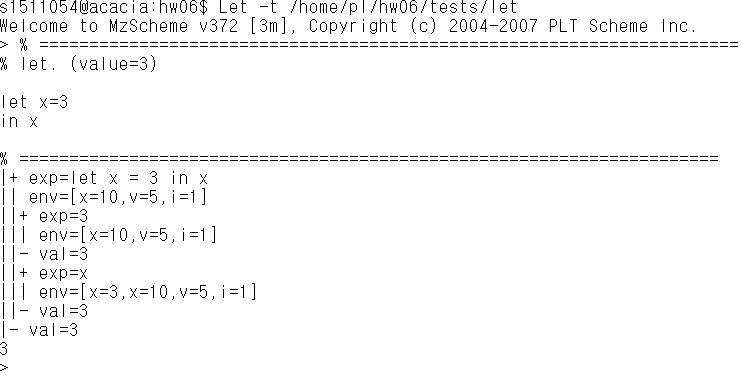 s1511054@acacia:hw06$ Let -t /home/pl/hw06/tests/let
Welcome to MzScheme v372 [3m], Copyright (c) 2004-2007 PLT Scheme Inc.
> % ======================================================================
% let. (value=3)
let x=3
in x
% ======================================================================
|+ exp=let x = 3 in x
|| env=[x=10,v=5,i=1]
||+ exp=3
||| env=[x=10,v=5,i=1]
||- val=3
||+ exp=x
||| env=[x=3,x=10,v=5,i=1]
||- val=3
|- val=3
3
>